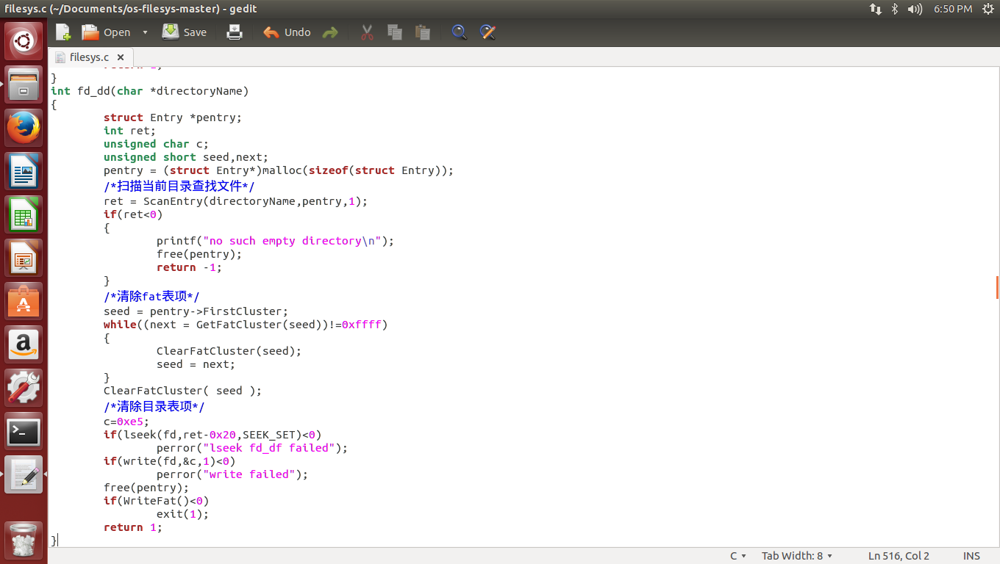 filesys.c (~/Documents/os-filesys-master) - gedit
6:50 PM
Open Save Undo
filesys.c ×
}
int fd_dd(char *directoryName)
{
struct Entry *pentry;
int ret;
unsigned char c;
unsigned short seed,next;
pentry = (struct Entry*)malloc(sizeof(struct Entry));
/*扫描当前目录查找文件*/
ret = ScanEntry(directoryName,pentry,1);
if(ret<0)
{
printf("no such empty directory\n");
free(pentry);
return -1;
}
/*清除fat表项*/
seed = pentry->FirstCluster;
while((next = GetFatCluster(seed))!=0xffff)
{
ClearFatCluster(seed);
seed = next;
}
ClearFatCluster( seed );
/*清除目录表项*/
c=0xe5;
if(lseek(fd,ret-0x20,SEEK_SET)<0)
perror("lseek fd_df failed");
if(write(fd,&c,1)<0)
perror("write failed");
free(pentry);
if(WriteFat()<0)
exit(1);
return 1;
}
C Tab Width: 8 Ln 516, Col 2 INS